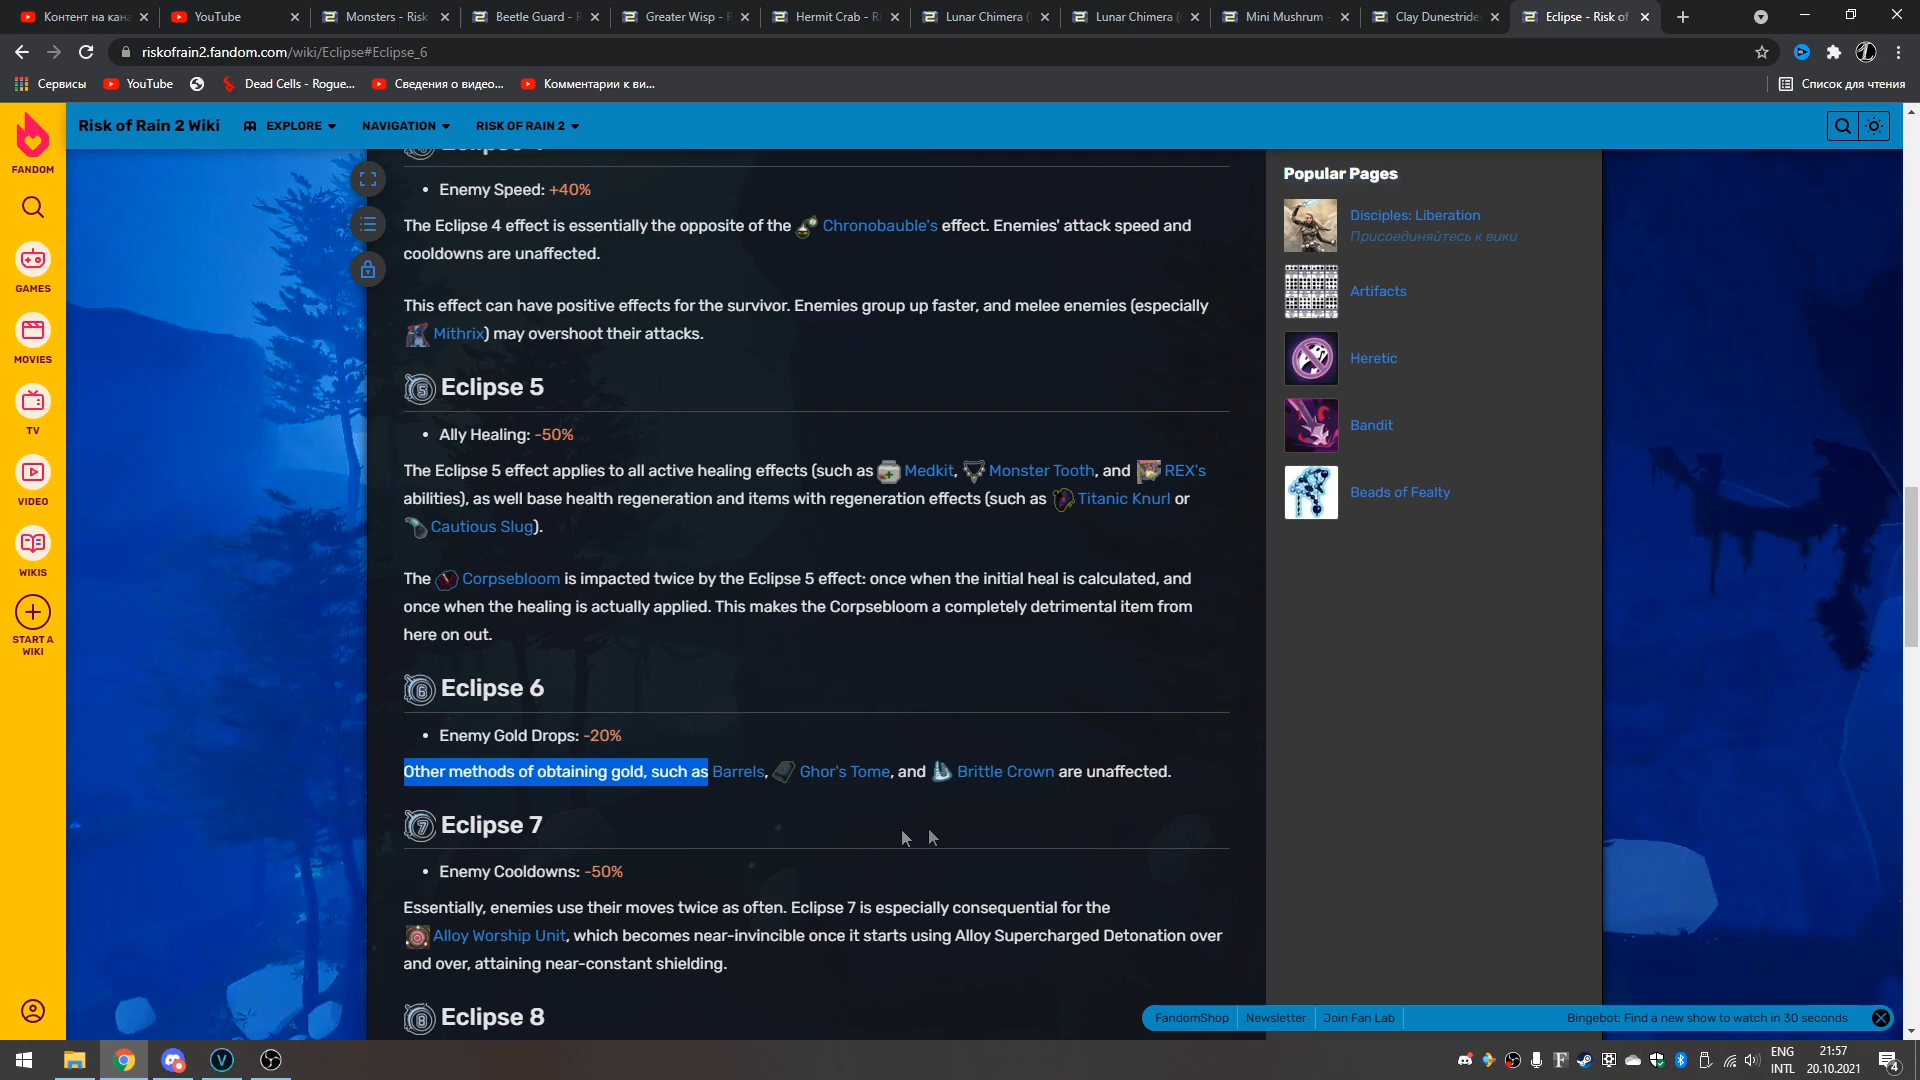 Контент на кана
YouTube
Monsters - Risk
Beetle Guard - R
Greater Wisp - R
Hermit Crab - Ri
Lunar Chimera (
Lunar Chimera (
Mini Mushrum -
Clay Dunestride
Eclipse - Risk of
riskofrain2.fandom.com/wiki/Eclipse#Eclipse_6
Сервисы
YouTube
Dead Cells - Rogue...
Сведения о видео...
Комментарии к ви...
Список для чтения
Risk of Rain 2 Wiki
EXPLORE
NAVIGATION
RISK OF RAIN 2
FANDOM
GAMES
MOVIES
TV
VIDEO
WIKIS
START A
WIKI
• Enemy Speed: +40%
The Eclipse 4 effect is essentially the opposite of the Chronobauble's effect. Enemies' attack speed and
cooldowns are unaffected.
This effect can have positive effects for the survivor. Enemies group up faster, and melee enemies (especially
Mithrix) may overshoot their attacks.
5 Eclipse 5
• Ally Healing: -50%
The Eclipse 5 effect applies to all active healing effects (such as Medkit, Monster Tooth, and REX's
abilities), as well base health regeneration and items with regeneration effects (such as Titanic Knurl or
Cautious Slug).
The Corpsebloom is impacted twice by the Eclipse 5 effect: once when the initial heal is calculated, and
once when the healing is actually applied. This makes the Corpsebloom a completely detrimental item from
here on out.
6 Eclipse 6
• Enemy Gold Drops: -20%
Other methods of obtaining gold, such as Barrels, Ghor's Tome, and Brittle Crown are unaffected.
7 Eclipse 7
• Enemy Cooldowns: -50%
Essentially, enemies use their moves twice as often. Eclipse 7 is especially consequential for the
Alloy Worship Unit, which becomes near-invincible once it starts using Alloy Supercharged Detonation over
and over, attaining near-constant shielding.
8 Eclipse 8
Popular Pages
Disciples: Liberation
Присоединяйтесь к вики
Artifacts
Heretic
Bandit
Beads of Fealty
FandomShop
Newsletter
Join Fan Lab
Bingebot: Find a new show to watch in 30 seconds
ENG
INTL
21:57
20.10.2021
4